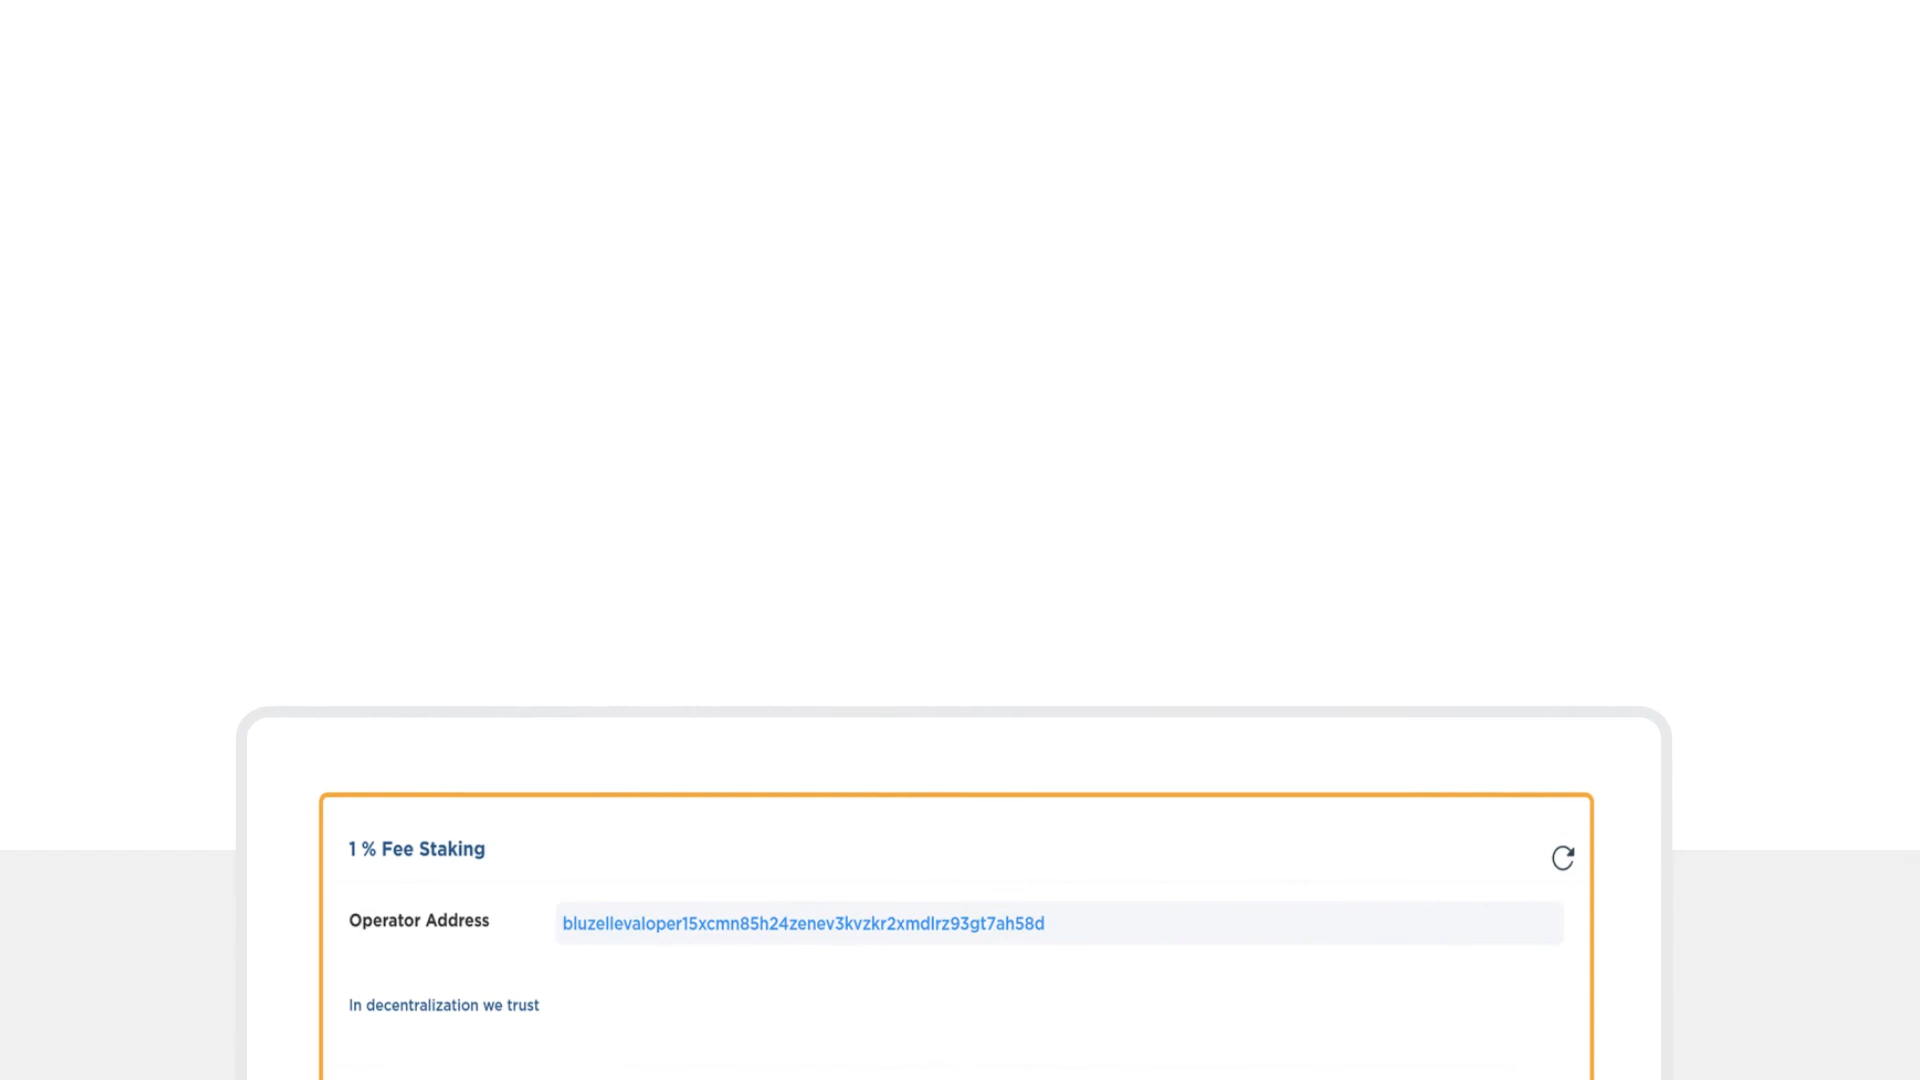 1 % Fee Staking
Operator Address
bluzellevaloper15xcmn85h24zenev3kvzkr2xmdlrz93gt7ah58d
In decentralization we trust